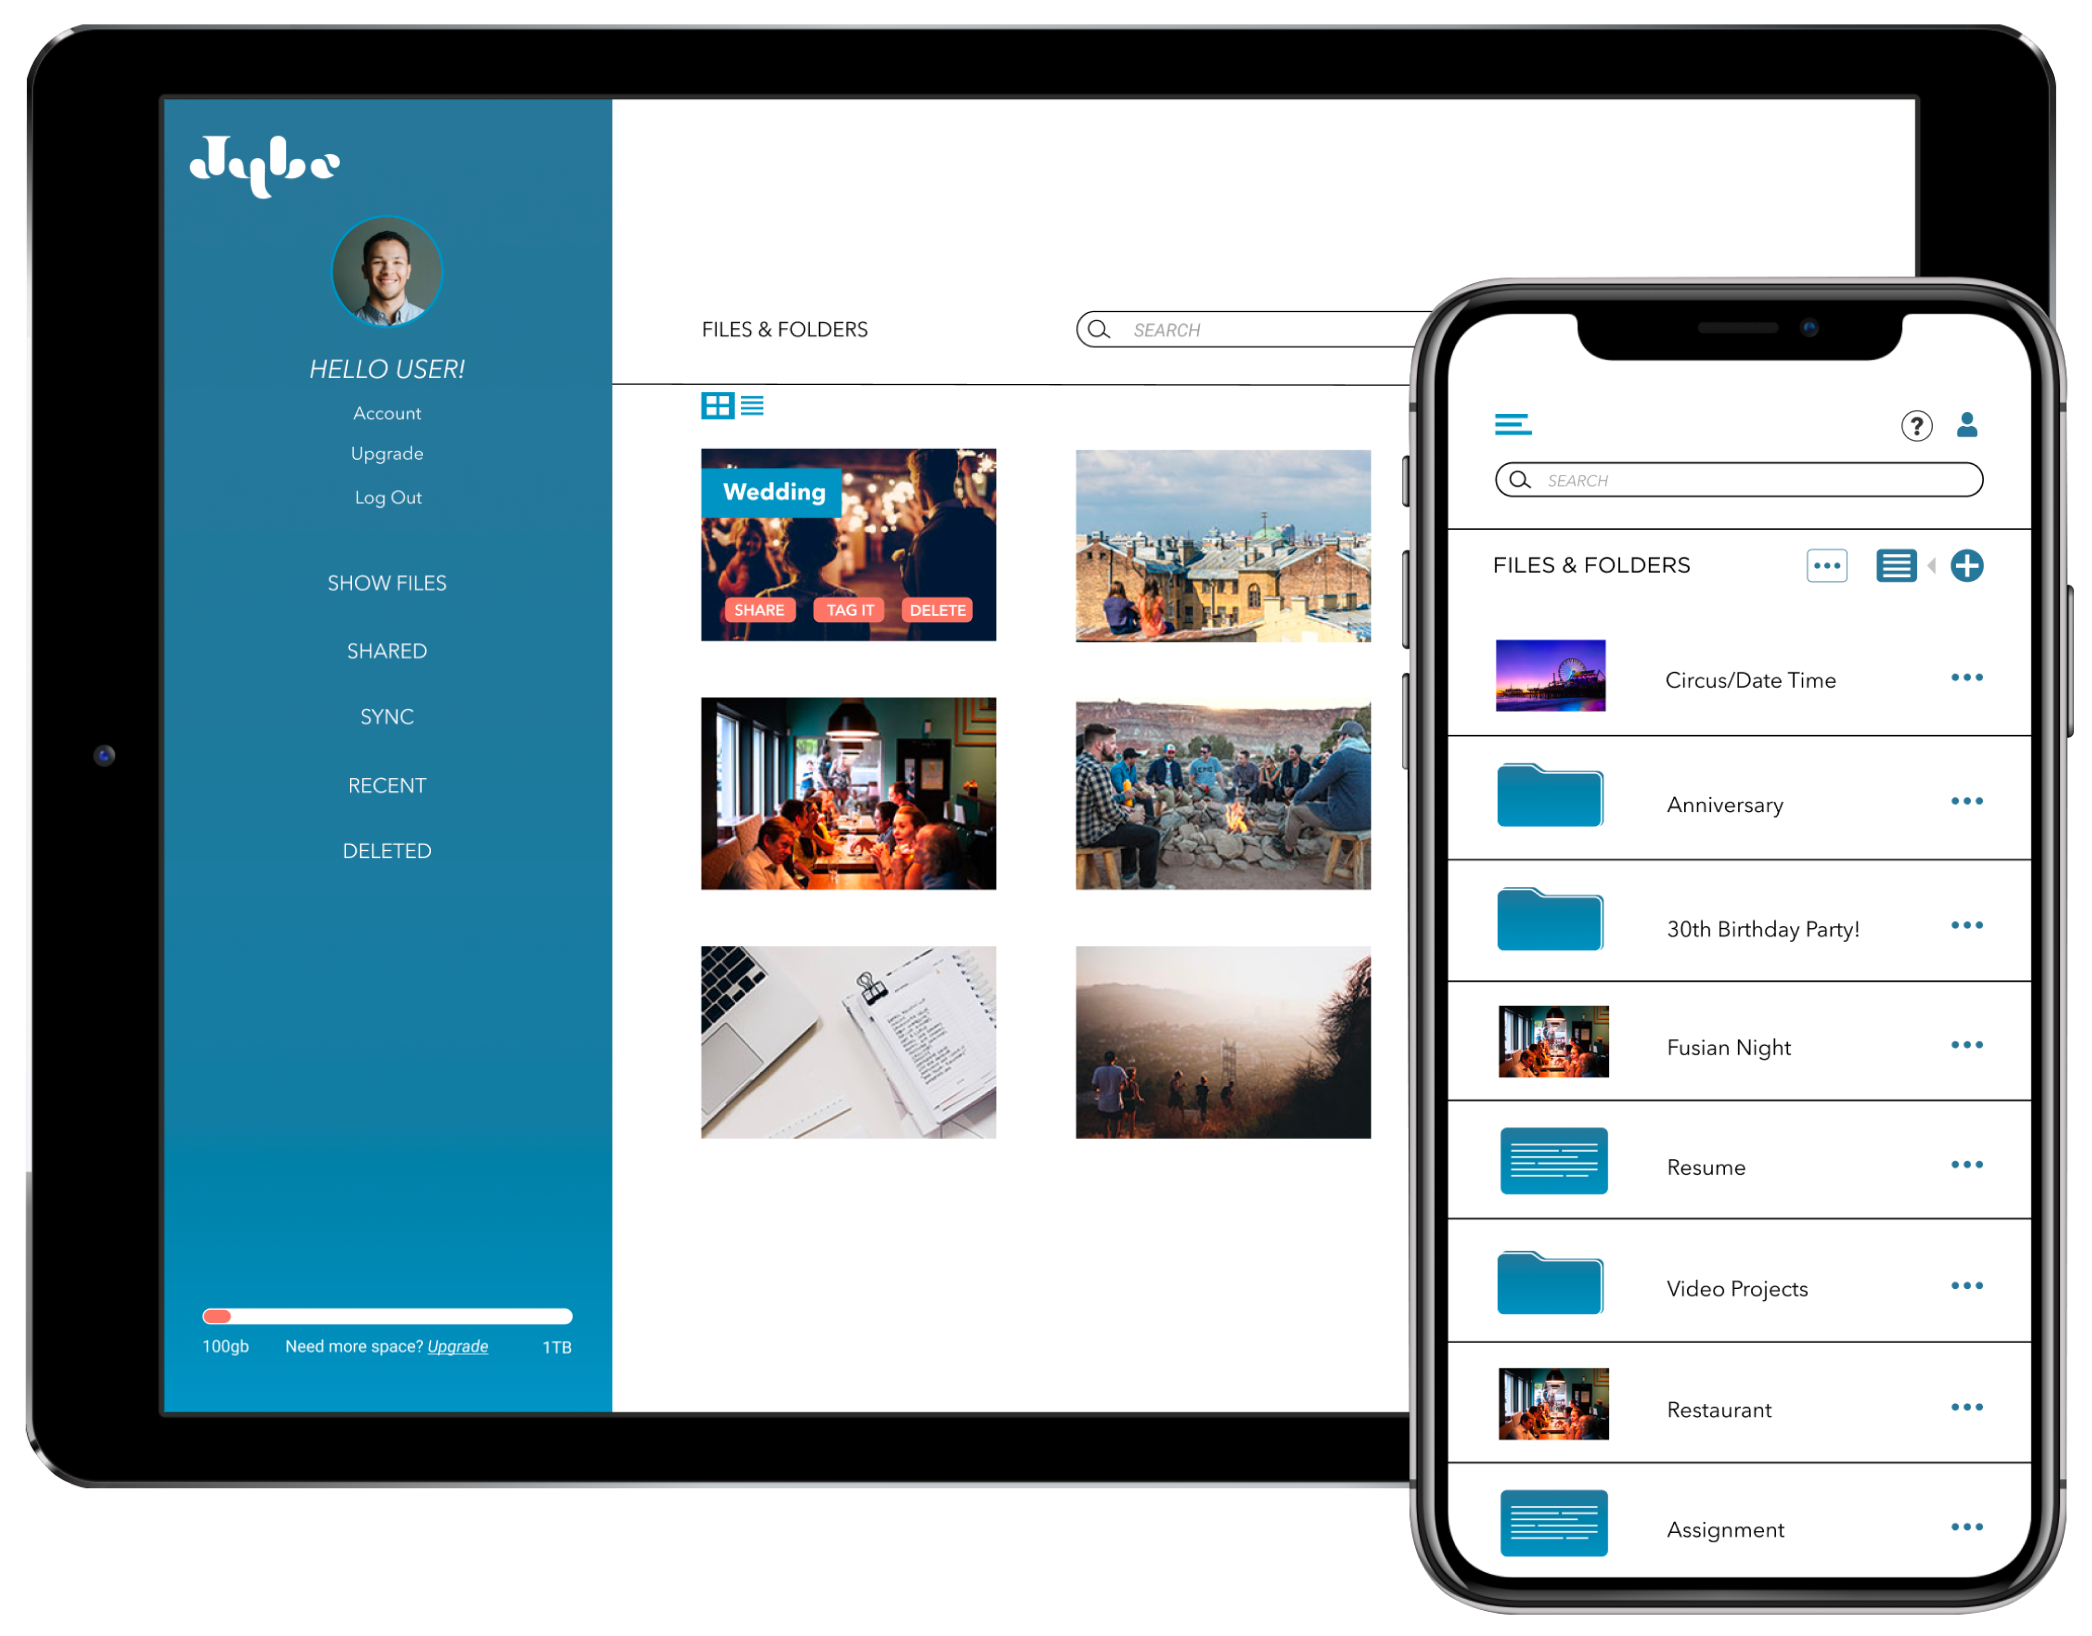 Jybe
HELLO USER!
Account
Upgrade
Log Out
SHOW FILES
SHARED
SYNC
RECENT
DELETED
100gb
Need more space? Upgrade
1TB
FILES & FOLDERS
SEARCH
Wedding
SHARE
TAG IT
DELETE
?
SEARCH
FILES & FOLDERS
Circus/Date Time
Anniversary
30th Birthday Party!
Fusian Night
Resume
Video Projects
Restaurant
Assignment